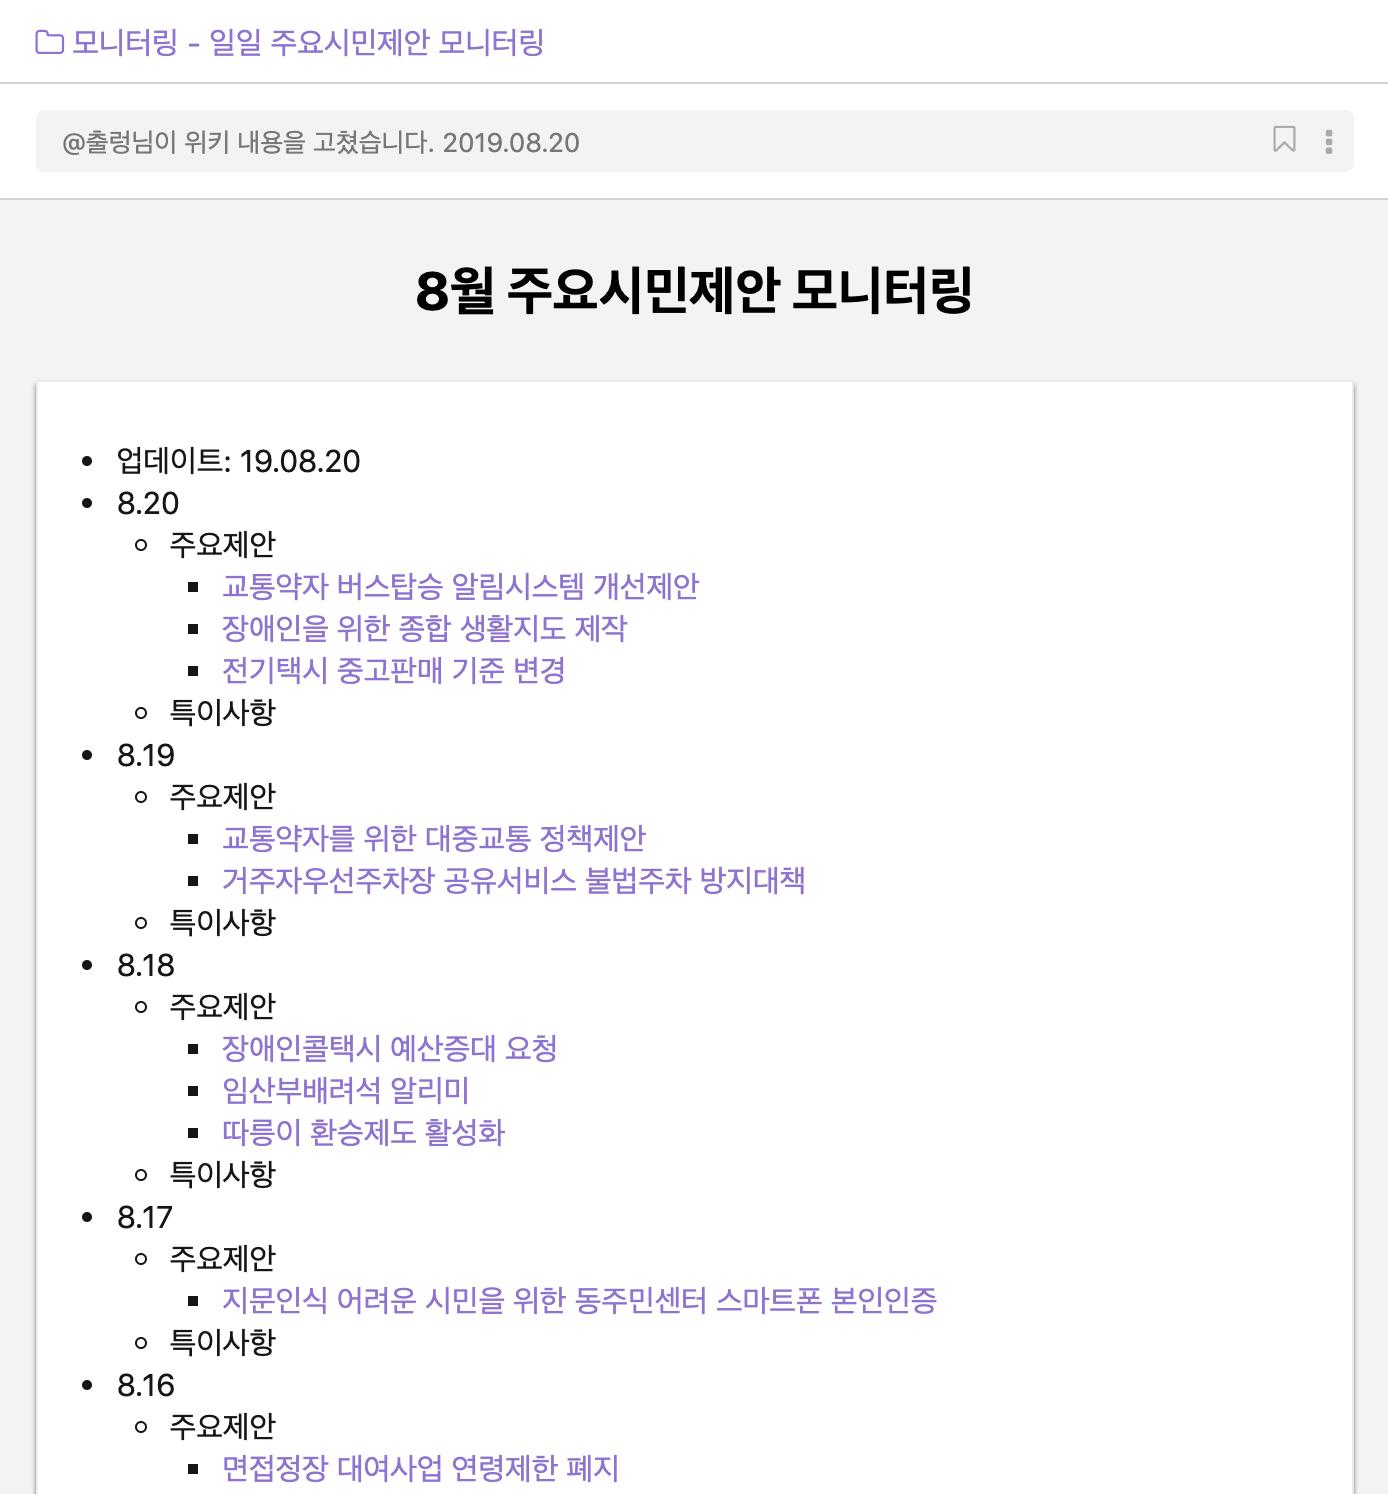 모니터링 - 일일 주요시민제안 모니터링
@출렁님이 위키 내용을 고쳤습니다. 2019.08.20
8월 주요시민제안 모니터링
업데이트: 19.08.20
8.20
주요제안
교통약자 버스탑승 알림시스템 개선제안
장애인을 위한 종합 생활지도 제작
전기택시 중고판매 기준 변경
특이사항
8.19
주요제안
교통약자를 위한 대중교통 정책제안
거주자우선주차장 공유서비스 불법주차 방지대책
특이사항
8.18
주요제안
장애인콜택시 예산증대 요청
임산부배려석 알리미
따릉이 환승제도 활성화
특이사항
8.17
주요제안
지문인식 어려운 시민을 위한 동주민센터 스마트폰 본인인증
특이사항
8.16
주요제안
면접정장 대여사업 연령제한 폐지